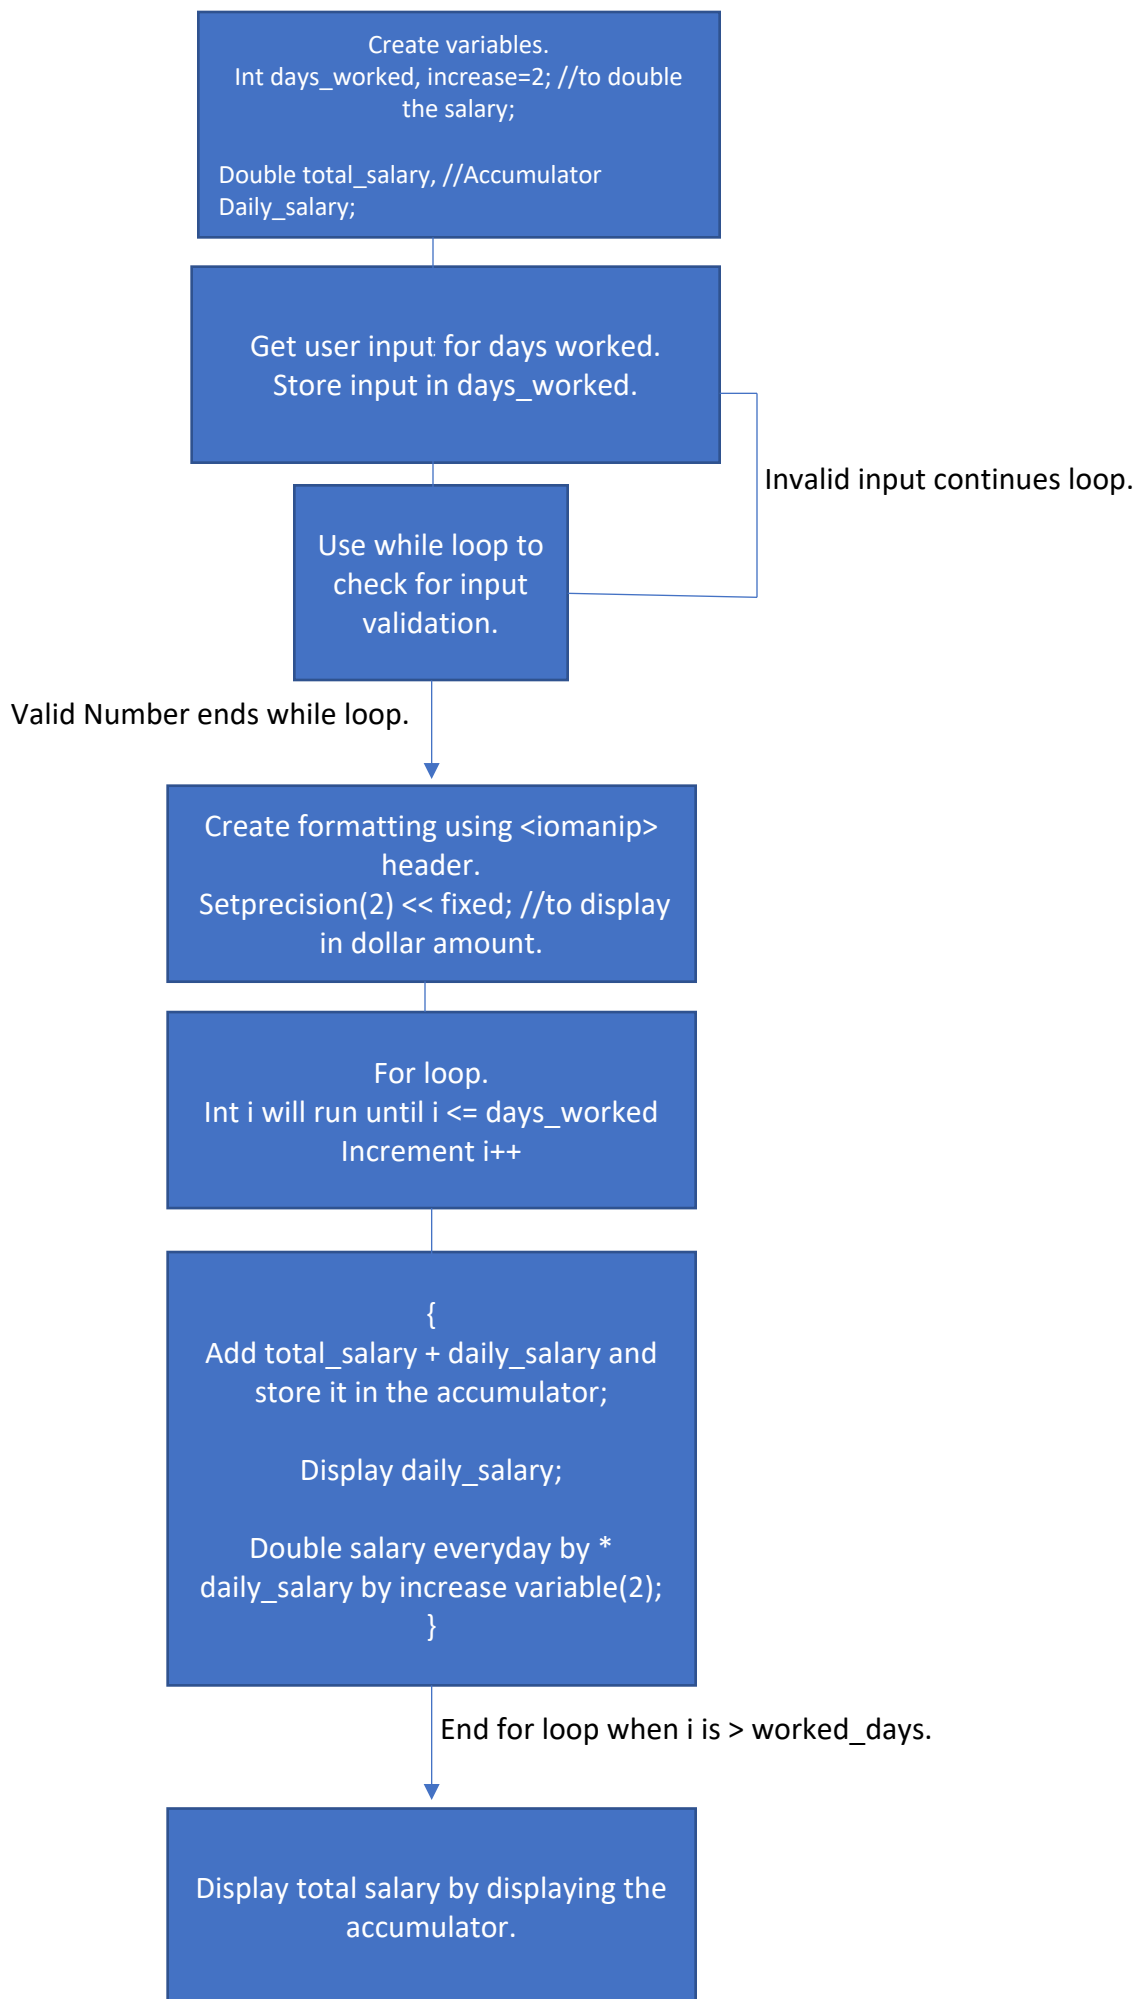 Create variables.
Int days_worked, increase=2; //to double
the salary;
Double total_salary, //Accumulator
Daily_salary;
Get user input for days worked.
Store input in days_worked.
Invalid input continues loop.
Use while loop to
check for input
validation.
Valid Number ends while loop.
Create formatting using <iomanip>
header.
Setprecision(2) << fixed; //to display
in dollar amount.
For loop.
Int i will run until i <= days_worked
Increment i++
{
Add total_salary + daily_salary and
store it in the accumulator;
Display daily_salary;
Double salary everyday by *
daily_salary by increase variable(2);
}
End for loop when i is > worked_days.
Display total salary by displaying the
accumulator.